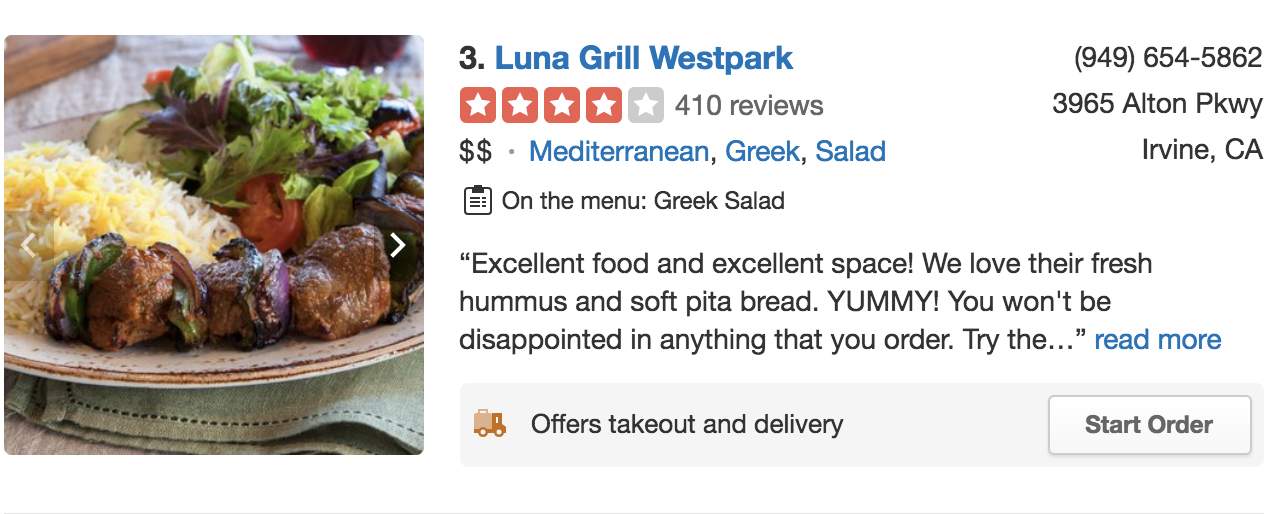 3. Luna Grill Westpark
410 reviews
$$ · Mediterranean, Greek, Salad
On the menu: Greek Salad
(949) 654-5862
3965 Alton Pkwy
Irvine, CA
“Excellent food and excellent space! We love their fresh
hummus and soft pita bread. YUMMY! You won't be
disappointed in anything that you order. Try the…” read more
Offers takeout and delivery
Start Order